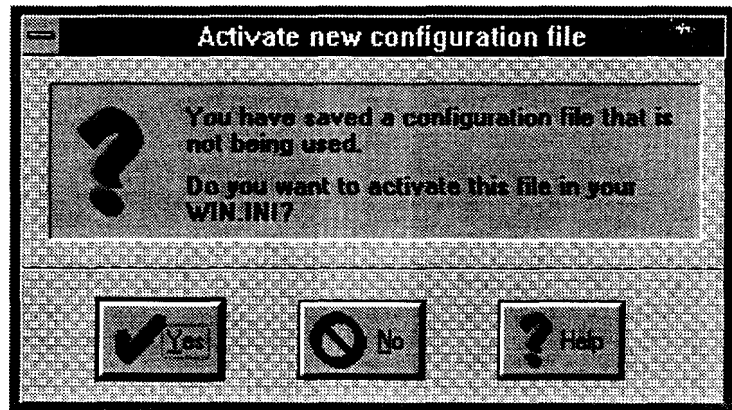 Activate new configuration file
You have saved a configuration file that is
not being used.
Do you want to activate this file in your
WIN.INI?
Yes No Help